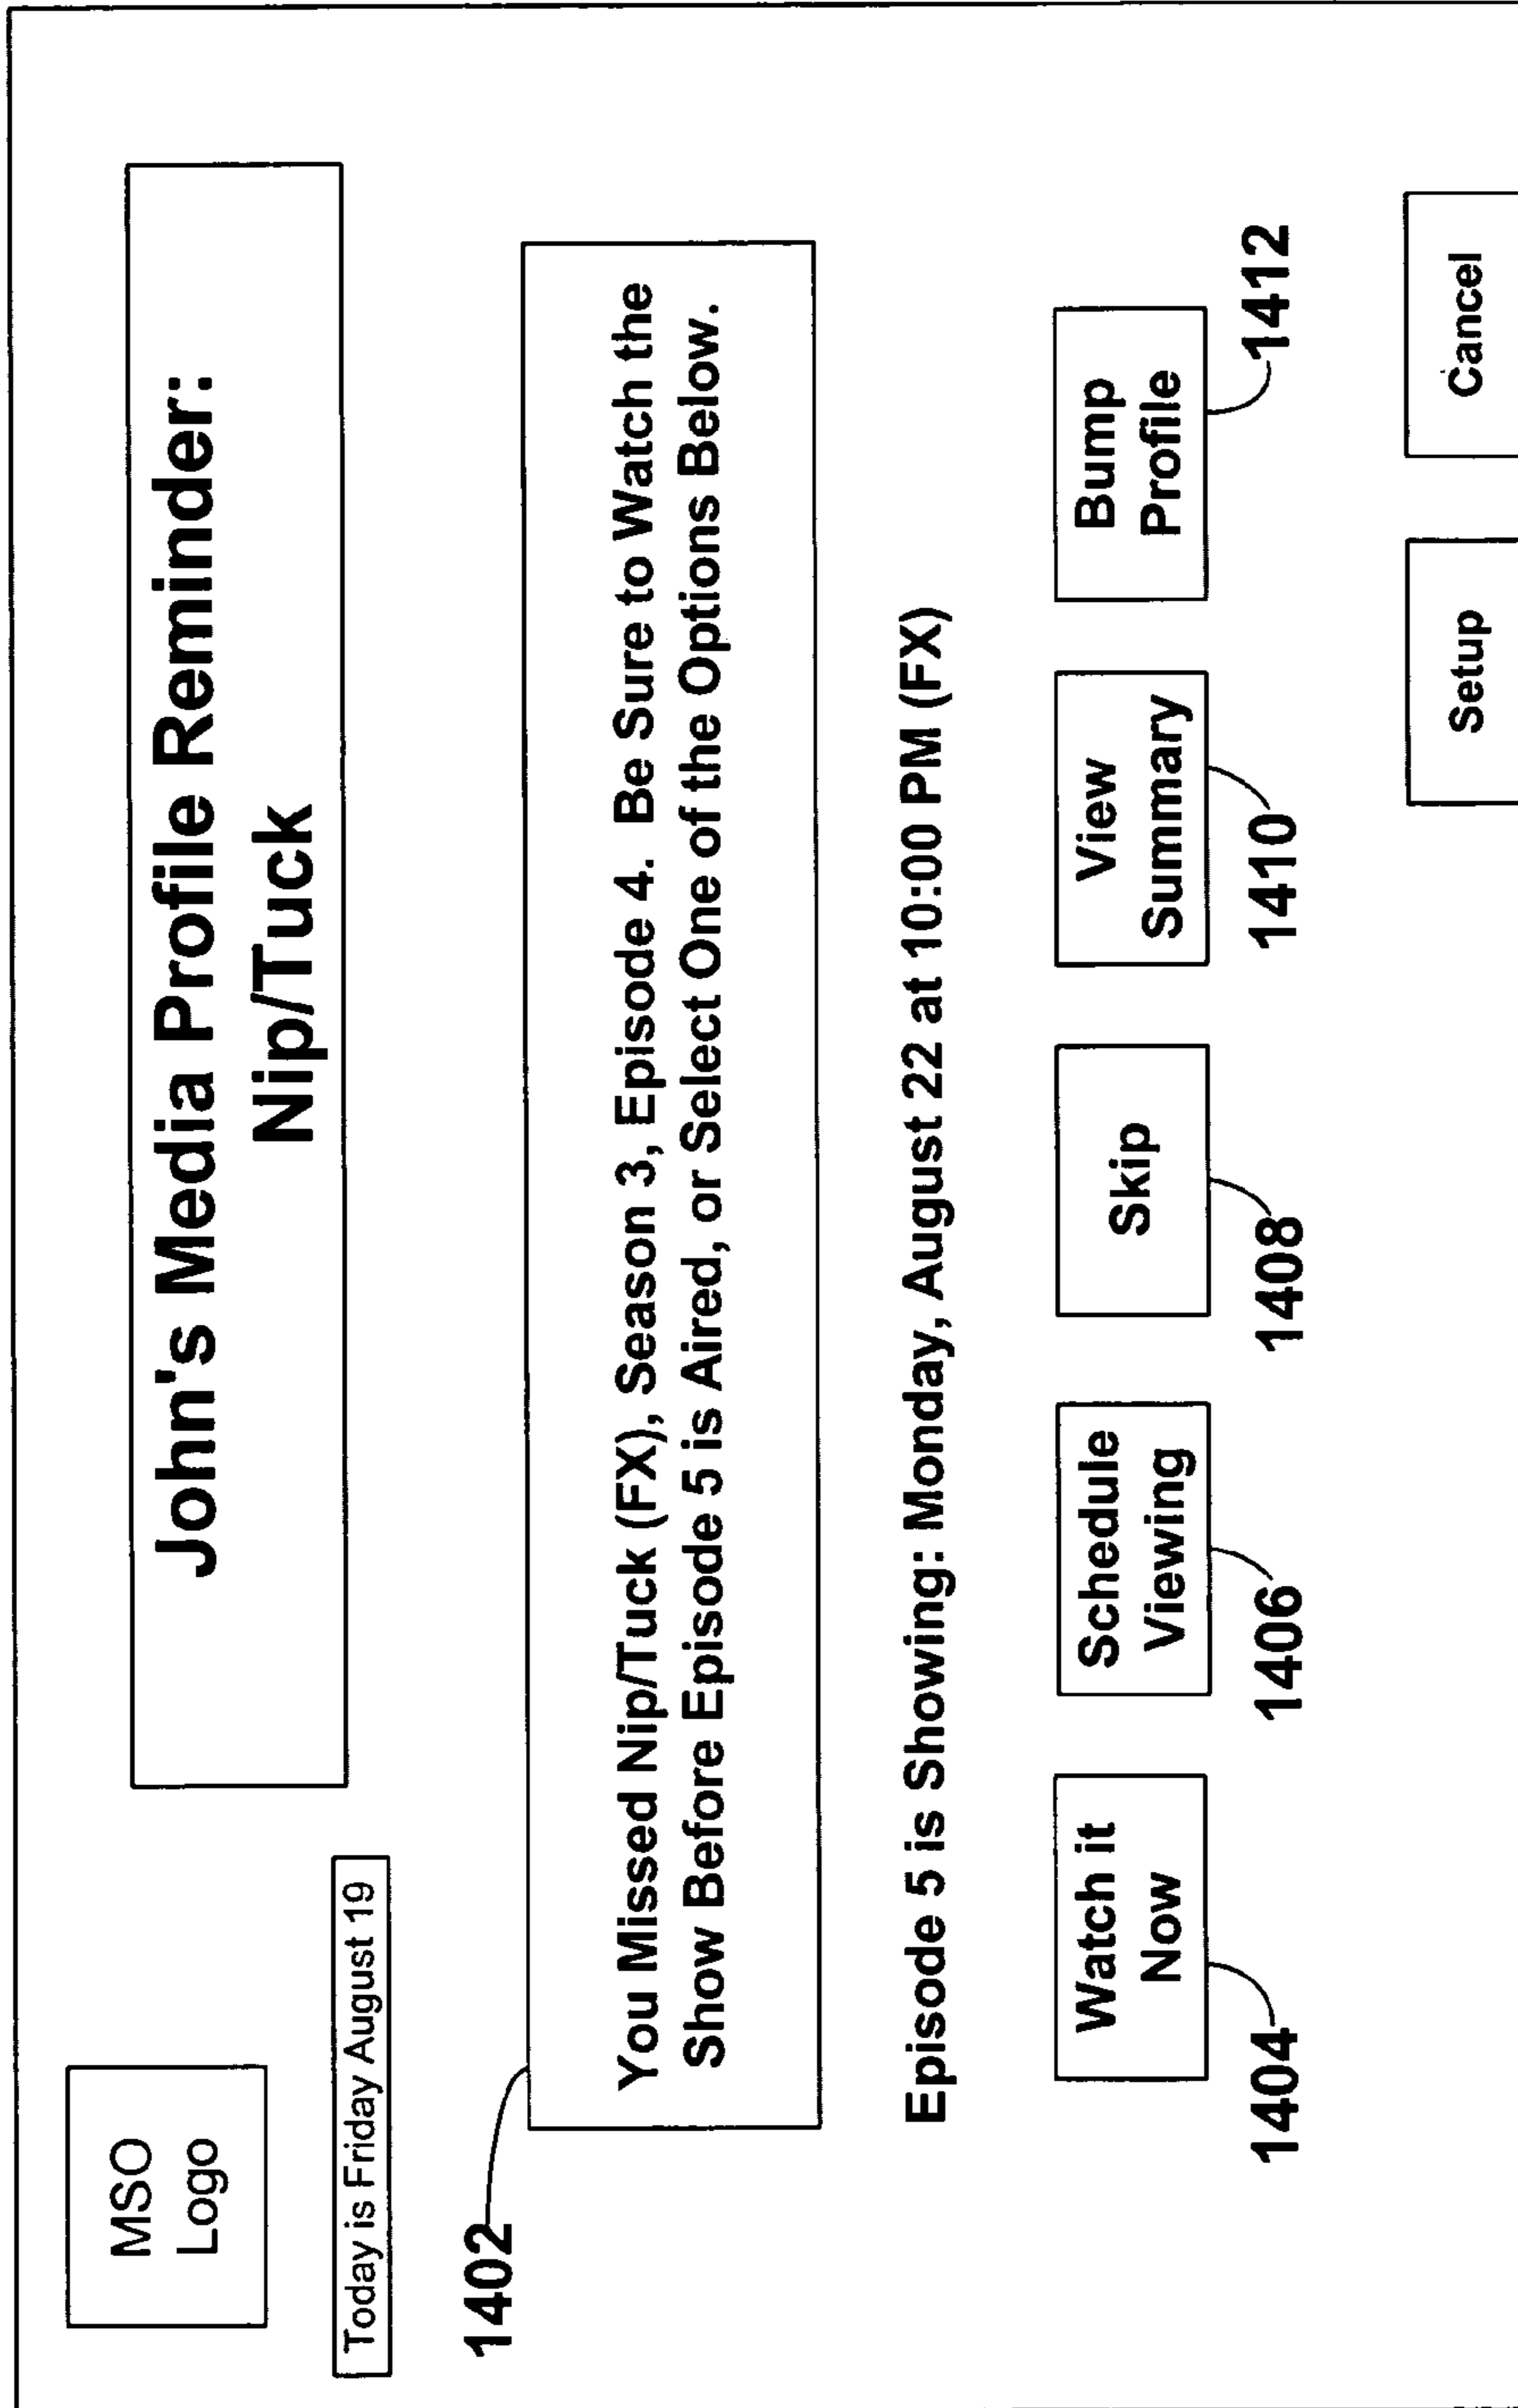 MSO
Logo
John's Media Profile Reminder:
Nip/Tuck
Today is Friday August 19
1402
You Missed Nip/Tuck (FX), Season 3, Episode 4.  Be Sure to Watch the
Show Before Episode 5 is Aired, or Select One of the Options Below.
Episode 5 is Showing: Monday, August 22 at 10:00 PM (FX)
Watch it
Now
Schedule
Viewing
Skip
View
Summary
Bump
Profile
1404
1406
1408
1410
1412
Setup
Cancel